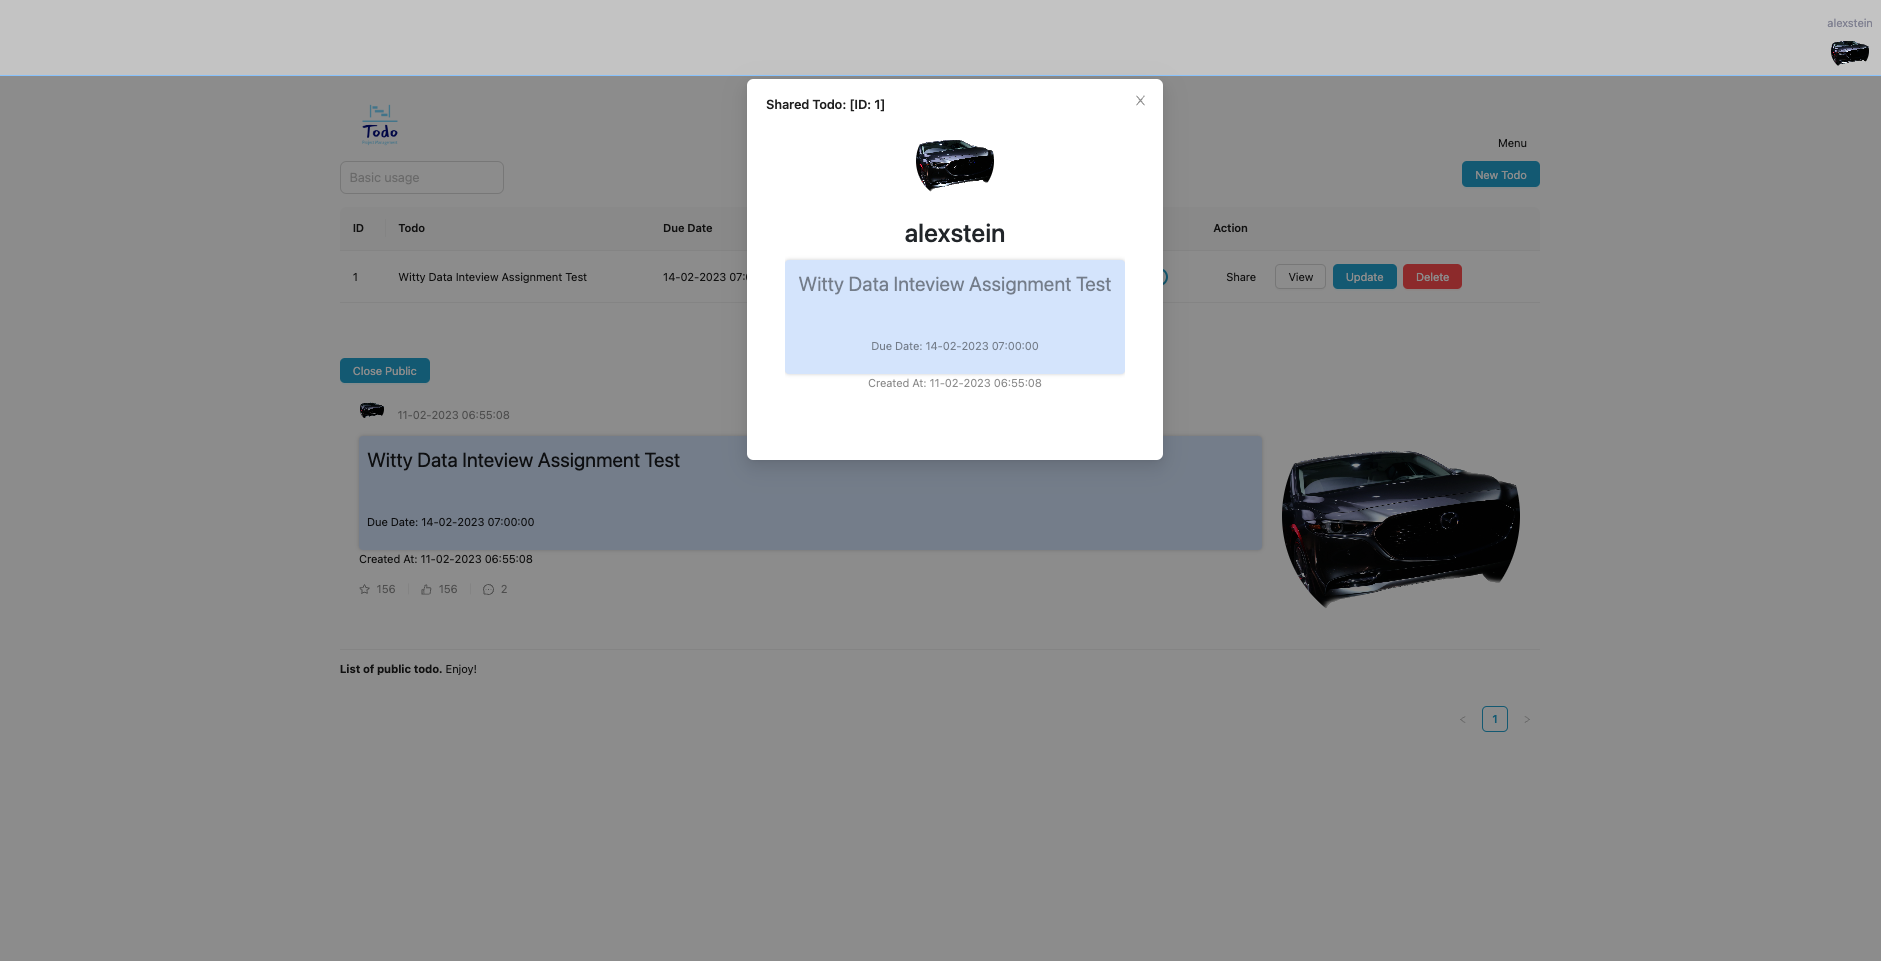 alexstein
Shared Todo: [ID: 1]
alexstein
Witty Data Inteview Assignment Test
Due Date: 14-02-2023 07:00:00
Created At: 11-02-2023 06:55:08
Todo
Menu
Basic usage
New Todo
ID Todo Due Date Action
1 Witty Data Inteview Assignment Test 14-02-2023 07:0 Share View Update Delete
Close Public
11-02-2023 06:55:08
Witty Data Inteview Assignment Test
Due Date: 14-02-2023 07:00:00
Created At: 11-02-2023 06:55:08
156 156 2
List of public todo. Enjoy!
< 1 >